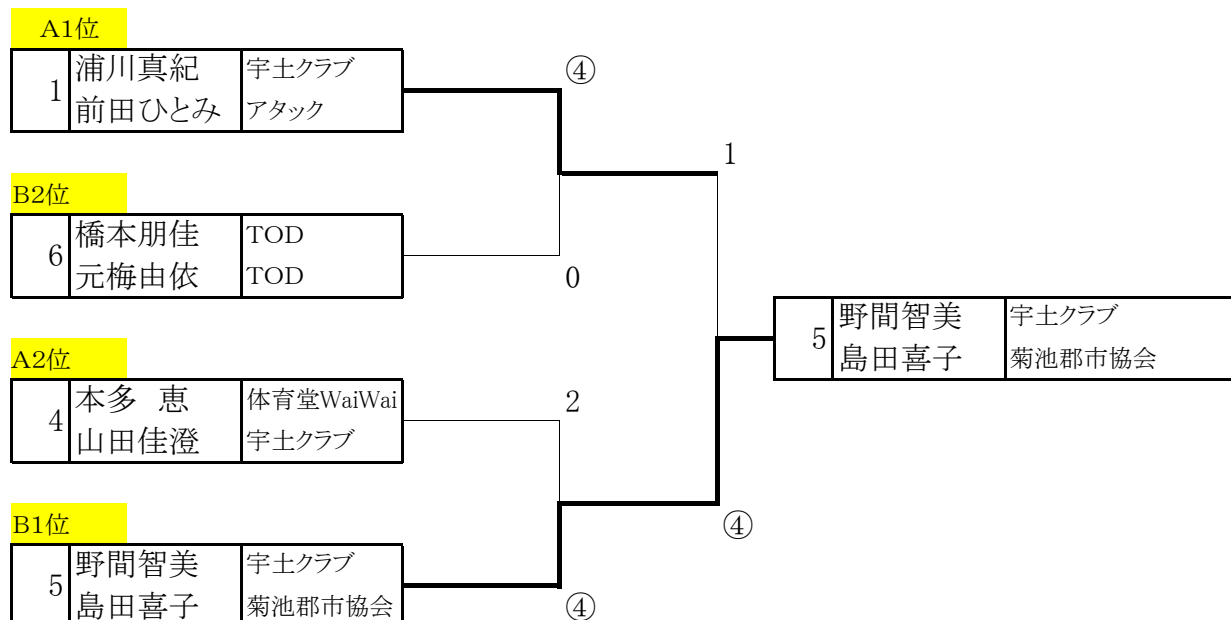 A1位
1 浦川真紀 宇土クラブ
前田ひとみ アタック
④
1
B2位
6 橋本朋佳 TOD
元梅由依 TOD
0
5 野間智美 宇土クラブ
島田喜子 菊池郡市協会
A2位
4 本多 恵 体育堂WaiWai
山田佳澄 宇土クラブ
2
B1位
④
5 野間智美 宇土クラブ
島田喜子 菊池郡市協会
④